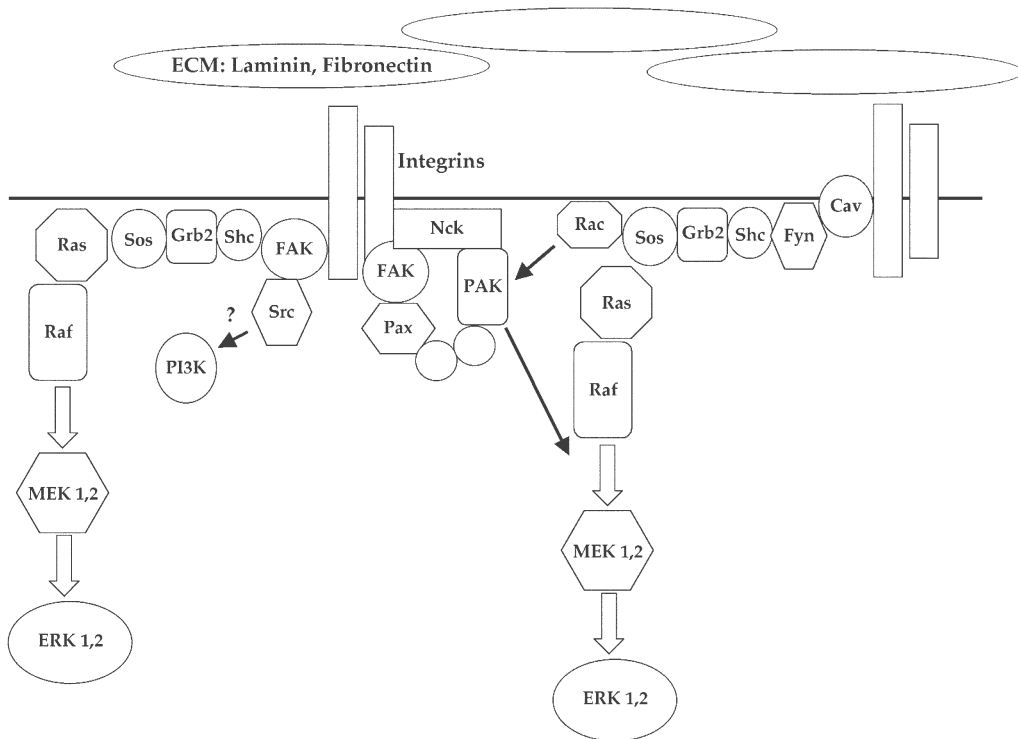 ECM: Laminin, Fibronectin
Integrins
Ras
Sos
Grb2
Shc
FAK
Nck
Rac
Sos
Grb2
Shc
Fyn
Cav
FAK
PAK
Src
Ras
?
Raf
Pax
PI3K
Raf
MEK 1,2
MEK 1,2
ERK 1,2
ERK 1,2